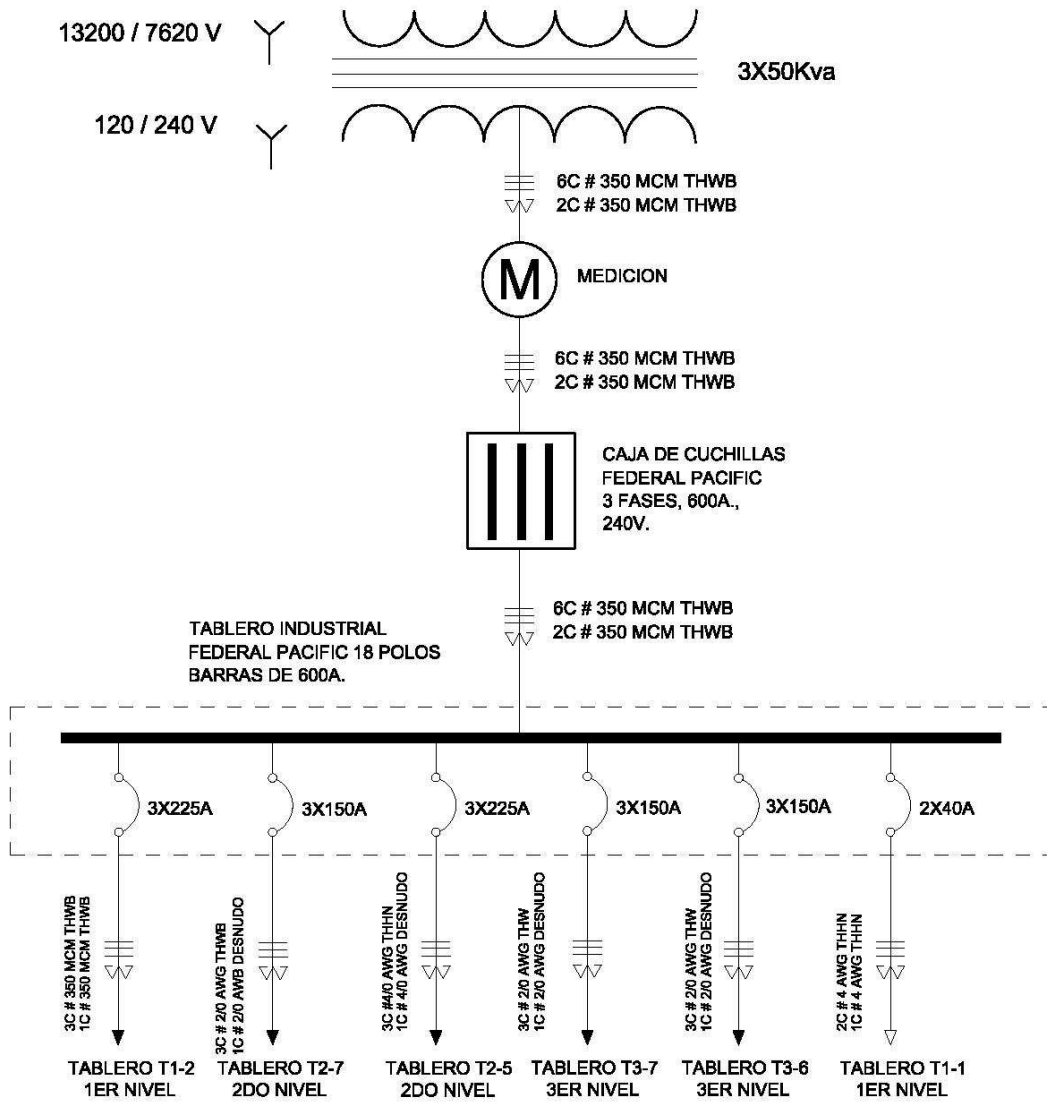 13200 / 7620 V
3X50Kva
120 / 240 V
6C # 350 MCM THWB
2C # 350 MCM THWB
M
MEDICION
6C # 350 MCM THWB
2C # 350 MCM THWB
CAJA DE CUCHILLAS
FEDERAL PACIFIC
3 FASES, 600A.,
240V.
6C # 350 MCM THWB
2C # 350 MCM THWB
TABLERO INDUSTRIAL
FEDERAL PACIFIC 18 POLOS
BARRAS DE 600A.
3X225A
3X150A
3X225A
3X150A
3X150A
2X40A
3C # 350 MCM THWB
1C # 350 MCM THWB
3C # 2/0 AWG THWB
1C # 2/0 AWB DESNUDO
3C #4/0 AWG THHN
1C # 4/0 AWG DESNUDO
3C # 2/0 AWG THW
1C # 2/0 AWG DESNUDO
3C # 2/0 AWG THW
1C # 2/0 AWG DESNUDO
2C # 4 AWG THHN
1C # 4 AWG THHN
TABLERO T1-2
1ER NIVEL
TABLERO T2-7
2DO NIVEL
TABLERO T2-5
2DO NIVEL
TABLERO T3-7
3ER NIVEL
TABLERO T3-6
3ER NIVEL
TABLERO T1-1
1ER NIVEL